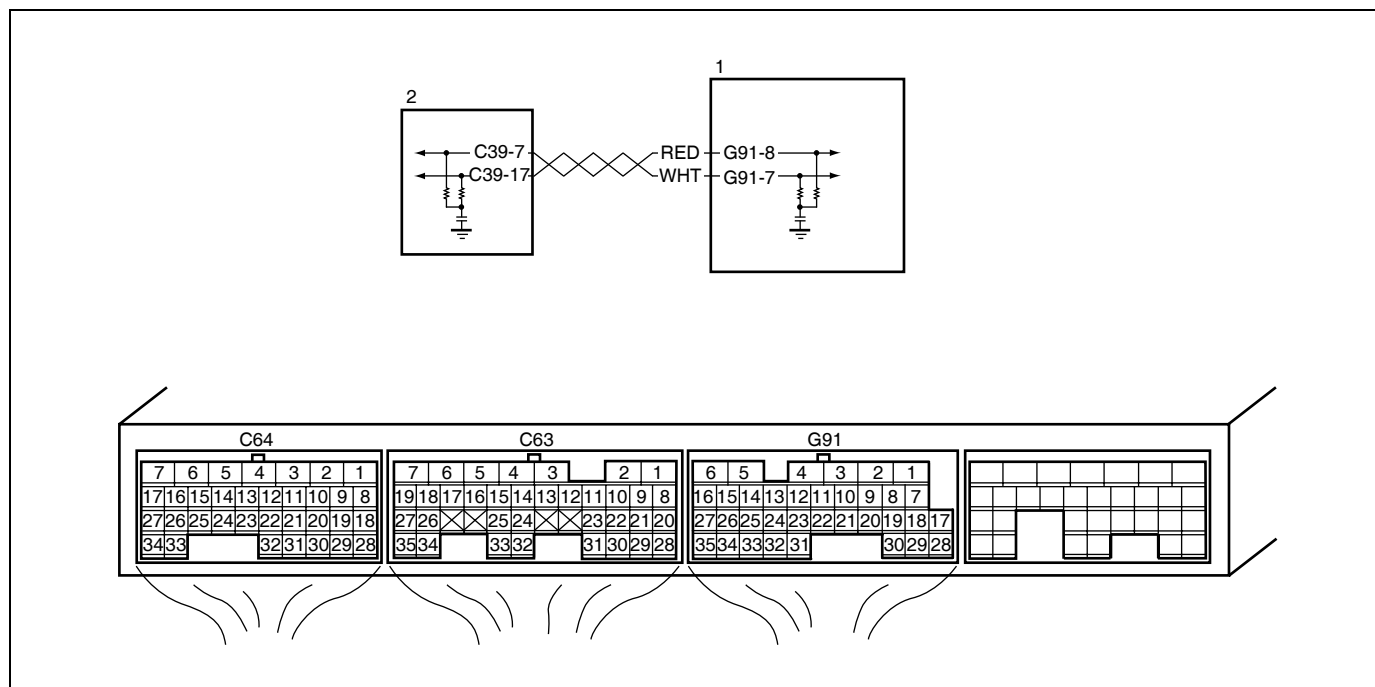 1
2
C39-7 RED G91-8
C39-17 WHT G91-7
C64 C63 G91
7 6 5 4 3 2 1 7 6 5 4 3 2 1 6 5 4 3 2 1
17 16 15 14 13 12 11 10 9 8 19 18 17 16 15 14 13 12 11 10 9 8 16 15 14 13 12 11 10 9 8 7
27 26 25 24 23 22 21 20 19 18 27 26 25 24 23 22 21 20 27 26 25 24 23 22 21 20 19 18 17
34 33 32 31 30 29 28 35 34 33 32 31 30 29 28 35 34 33 32 31 30 29 28